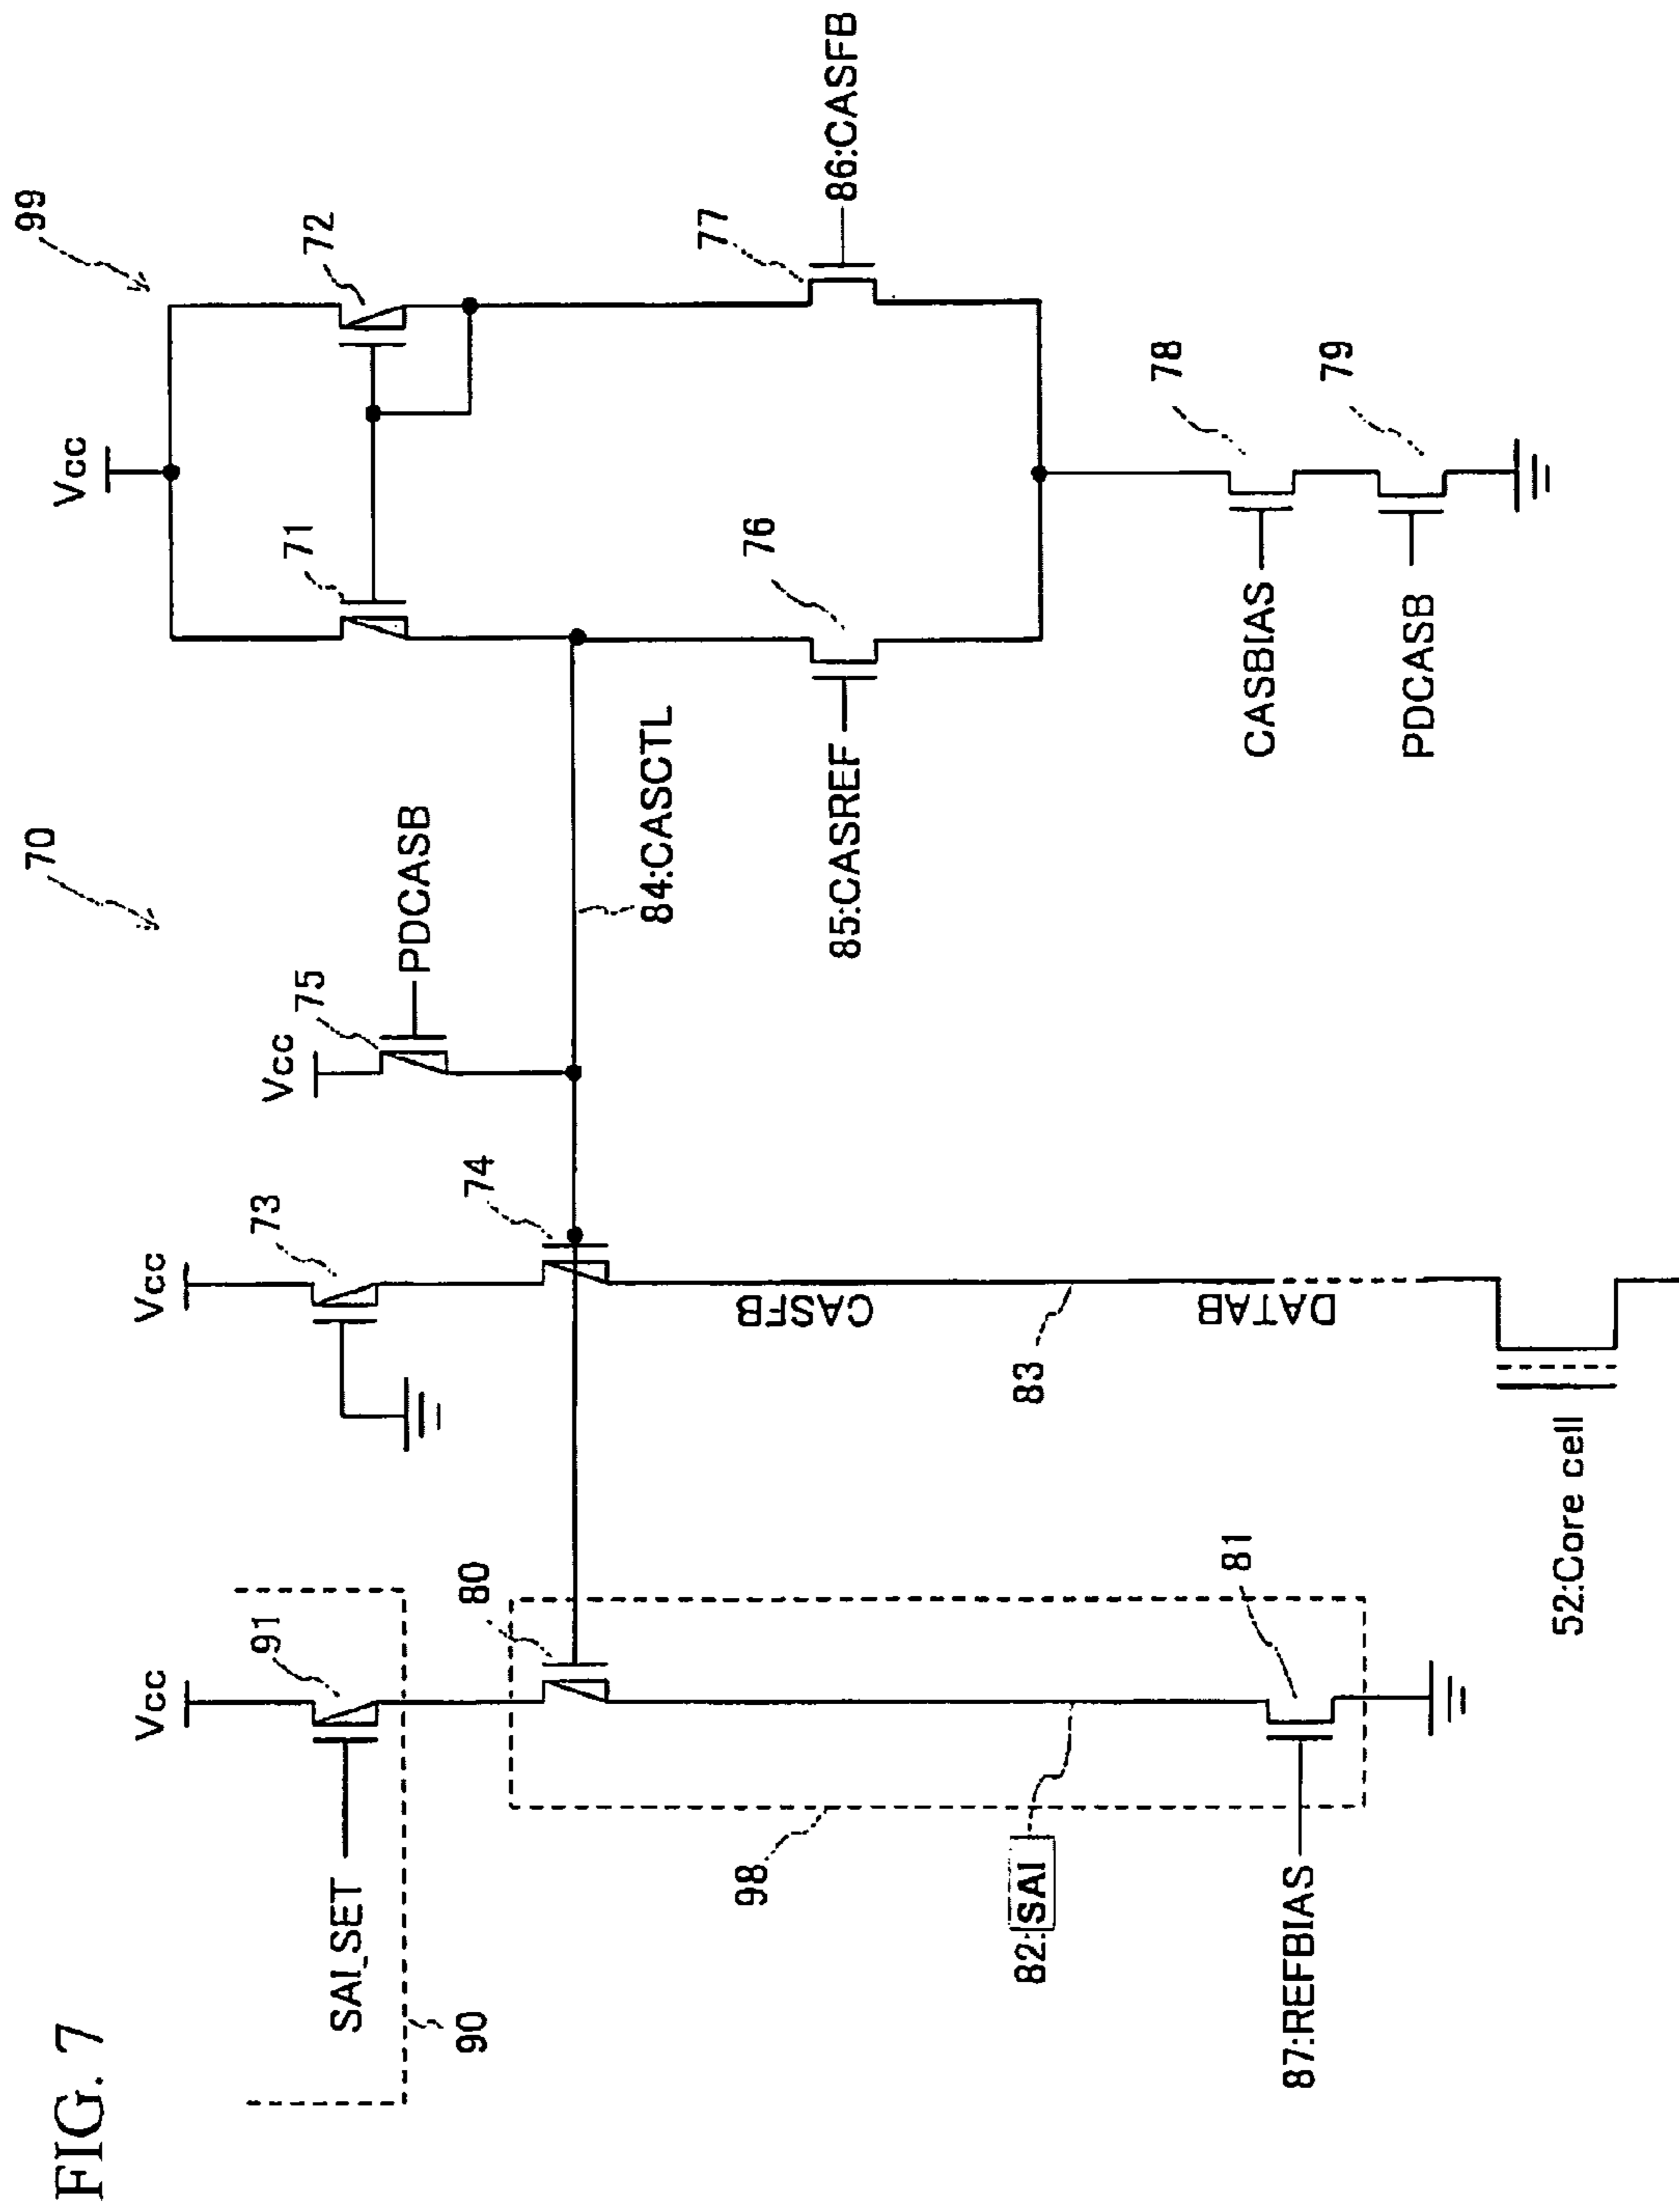 FIG. 7
70
99
Vcc
Vcc
Vcc
Vcc
SAI_SET
91
73
75
PDCASB
71
72
90
80
74
84:CASCTL
98
82:SAI
83
CASFB
DATAB
85:CASREF
76
77
86:CASFB
87:REFBIAS
81
52:Core cell
CASBIAS
78
PDCASB
79